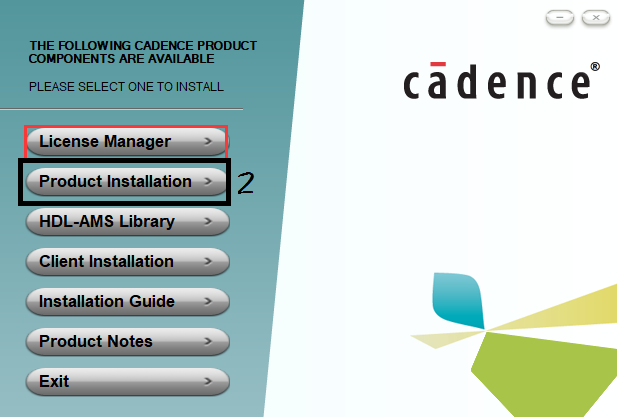 THE FOLLOWING CADENCE PRODUCT
COMPONENTS ARE AVAILABLE
PLEASE SELECT ONE TO INSTALL
cādence®
License Manager >
Product Installation > 2
HDL-AMS Library >
Client Installation >
Installation Guide >
Product Notes >
Exit >